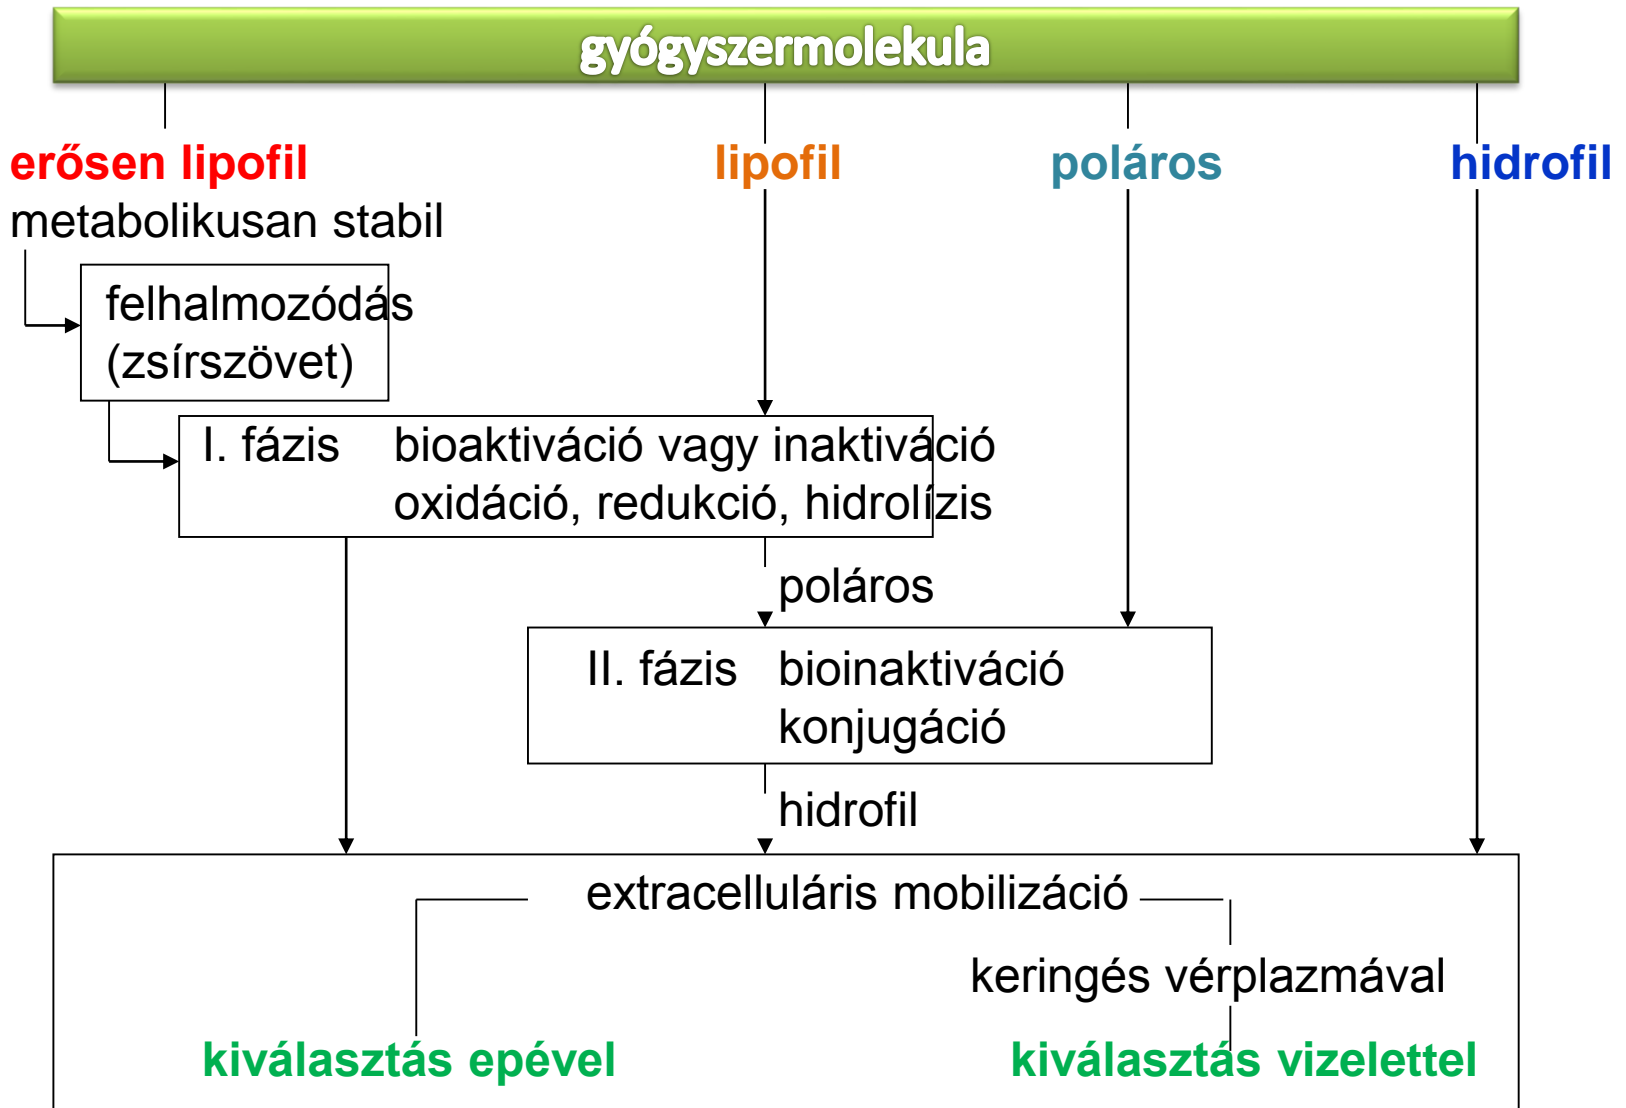 gyógyszermolekula
erősen lipofil
lipofil
poláros
hidrofil
metabolikusan stabil
felhalmozódás
(zsírszövet)
I. fázis bioaktiváció vagy inaktiváció
oxidáció, redukció, hidrolízis
poláros
II. fázis bioinaktiváció
konjugáció
hidrofil
extracelluláris mobilizáció
keringés vérplazmával
kiválasztás epével
kiválasztás vizelettel